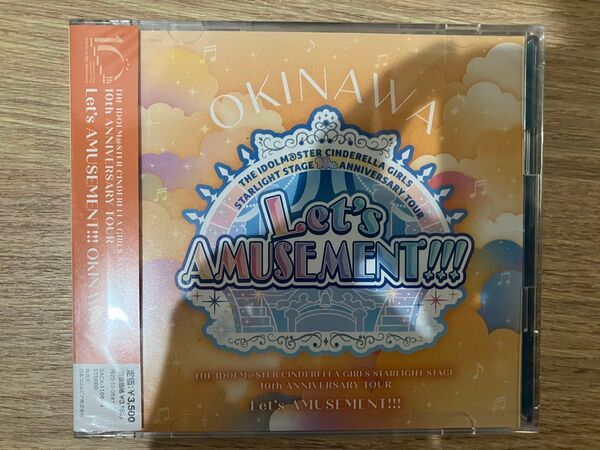 10th
THE IDOLM@STER CINDERELLA GIRLS
10th ANNIVERSARY TOUR
Let's AMUSEMENT!!! OKINAWA
定価:¥3,500
STEREO
OKINAWA
THE IDOLM@STER CINDERELLA GIRLS
STARLIGHT STAGE 10th ANNIVERSARY TOUR
Let's
AMUSEMENT!!!
THE IDOLM@STER CINDERELLA GIRLS STARLIGHT STAGE
10th ANNIVERSARY TOUR
Let's AMUSEMENT!!!